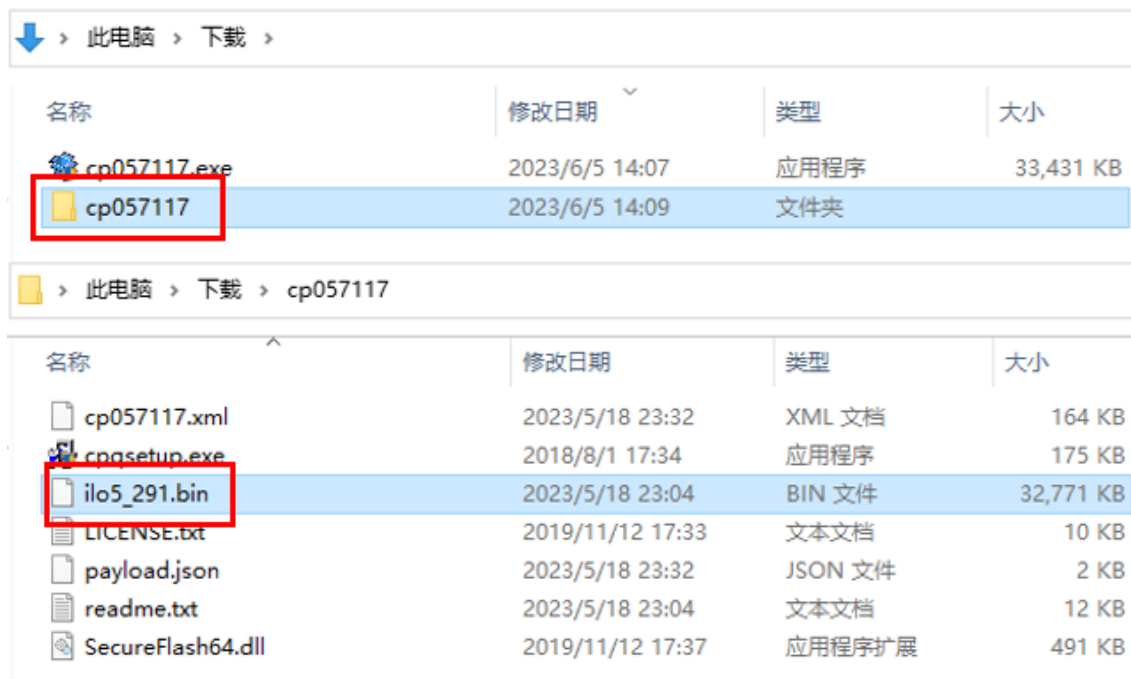 此电脑 › 下载 ›
名称 修改日期 类型 大小
cp057117.exe 2023/6/5 14:07 应用程序 33,431 KB
cp057117 2023/6/5 14:09 文件夹
› 此电脑 › 下载 › cp057117
名称 修改日期 类型 大小
cp057117.xml 2023/5/18 23:32 XML 文档 164 KB
cpqsetup.exe 2018/8/1 17:34 应用程序 175 KB
ilo5_291.bin 2023/5/18 23:04 BIN 文件 32,771 KB
LICENSE.txt 2019/11/12 17:33 文本文档 10 KB
payload.json 2023/5/18 23:32 JSON 文件 2 KB
readme.txt 2023/5/18 23:04 文本文档 12 KB
SecureFlash64.dll 2019/11/12 17:37 应用程序扩展 491 KB